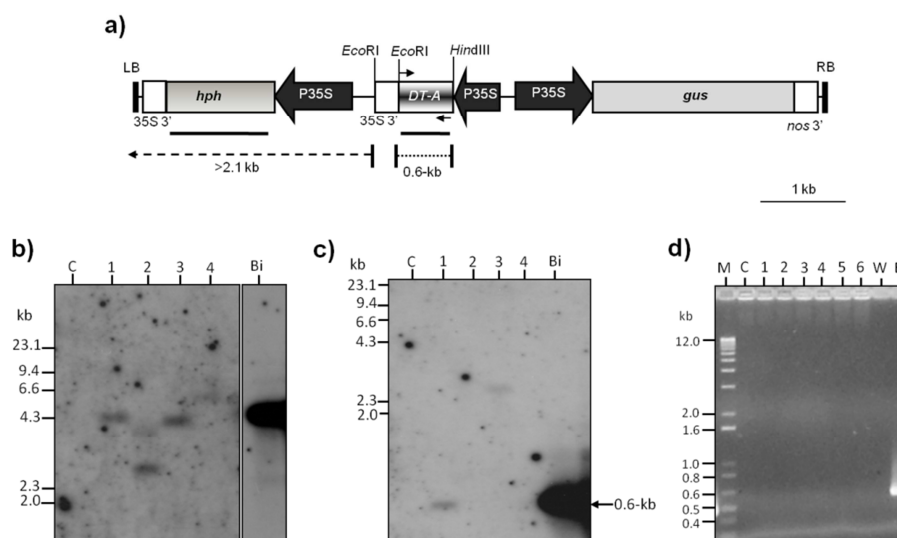 a)
EcoRI EcoRI HindIII
LB RB
hph P35S DT-A P35S P35S gus
35S 3' 35S 3' nos 3'
>2.1 kb 0.6-kb
1 kb
b)
C 1 2 3 4 Bi
kb
23.1
9.4
6.6
4.3
2.3
2.0
c)
kb C 1 2 3 4 Bi
23.1
9.4
6.6
4.3
2.3
2.0
0.6-kb
d)
M C 1 2 3 4 5 6 W
kb
12.0
2.0
1.6
1.0
0.8
0.6
0.5
0.4